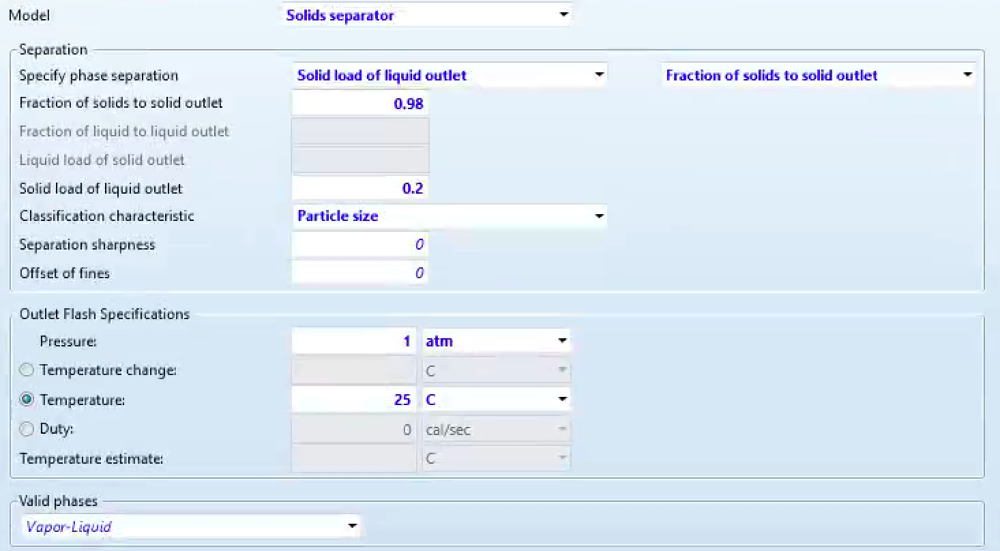 Model Solids separator
Separation
Specify phase separation Solid load of liquid outlet Fraction of solids to solid outlet
Fraction of solids to solid outlet 0.98
Fraction of liquid to liquid outlet
Liquid load of solid outlet
Solid load of liquid outlet 0.2
Classification characteristic Particle size
Separation sharpness 0
Offset of fines 0
Outlet Flash Specifications
Pressure: 1 atm
Temperature change: C
Temperature: 25 C
Duty: 0 cal/sec
Temperature estimate: C
Valid phases
Vapor-Liquid